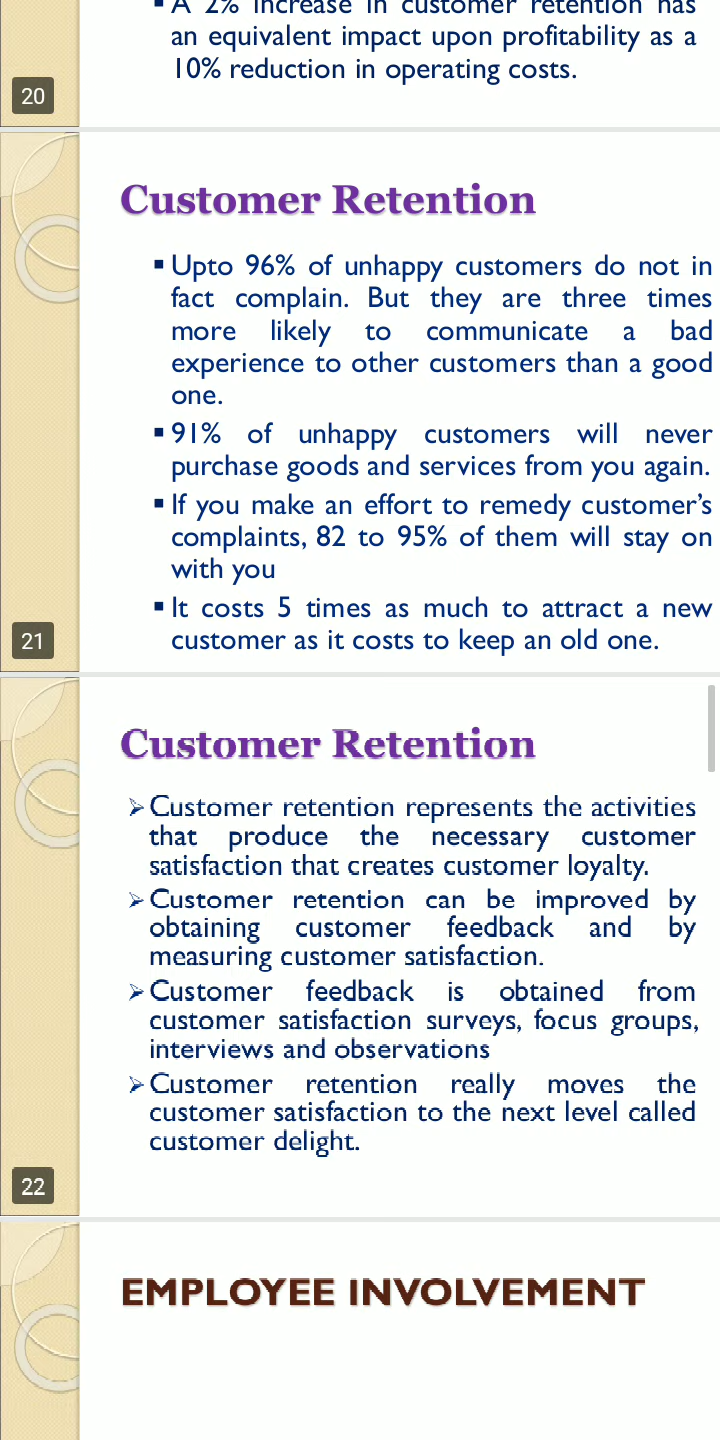 ▪ A 2% increase in customer retention has
an equivalent impact upon profitability as a
10% reduction in operating costs.
20
Customer Retention
▪ Upto 96% of unhappy customers do not in
fact complain. But they are three times
more likely to communicate a bad
experience to other customers than a good
one.
▪ 91% of unhappy customers will never
purchase goods and services from you again.
▪ If you make an effort to remedy customer's
complaints, 82 to 95% of them will stay on
with you
▪ It costs 5 times as much to attract a new
customer as it costs to keep an old one.
21
Customer Retention
➢ Customer retention represents the activities
that produce the necessary customer
satisfaction that creates customer loyalty.
➢ Customer retention can be improved by
obtaining customer feedback and by
measuring customer satisfaction.
➢ Customer feedback is obtained from
customer satisfaction surveys, focus groups,
interviews and observations
➢ Customer retention really moves the
customer satisfaction to the next level called
customer delight.
22
EMPLOYEE INVOLVEMENT